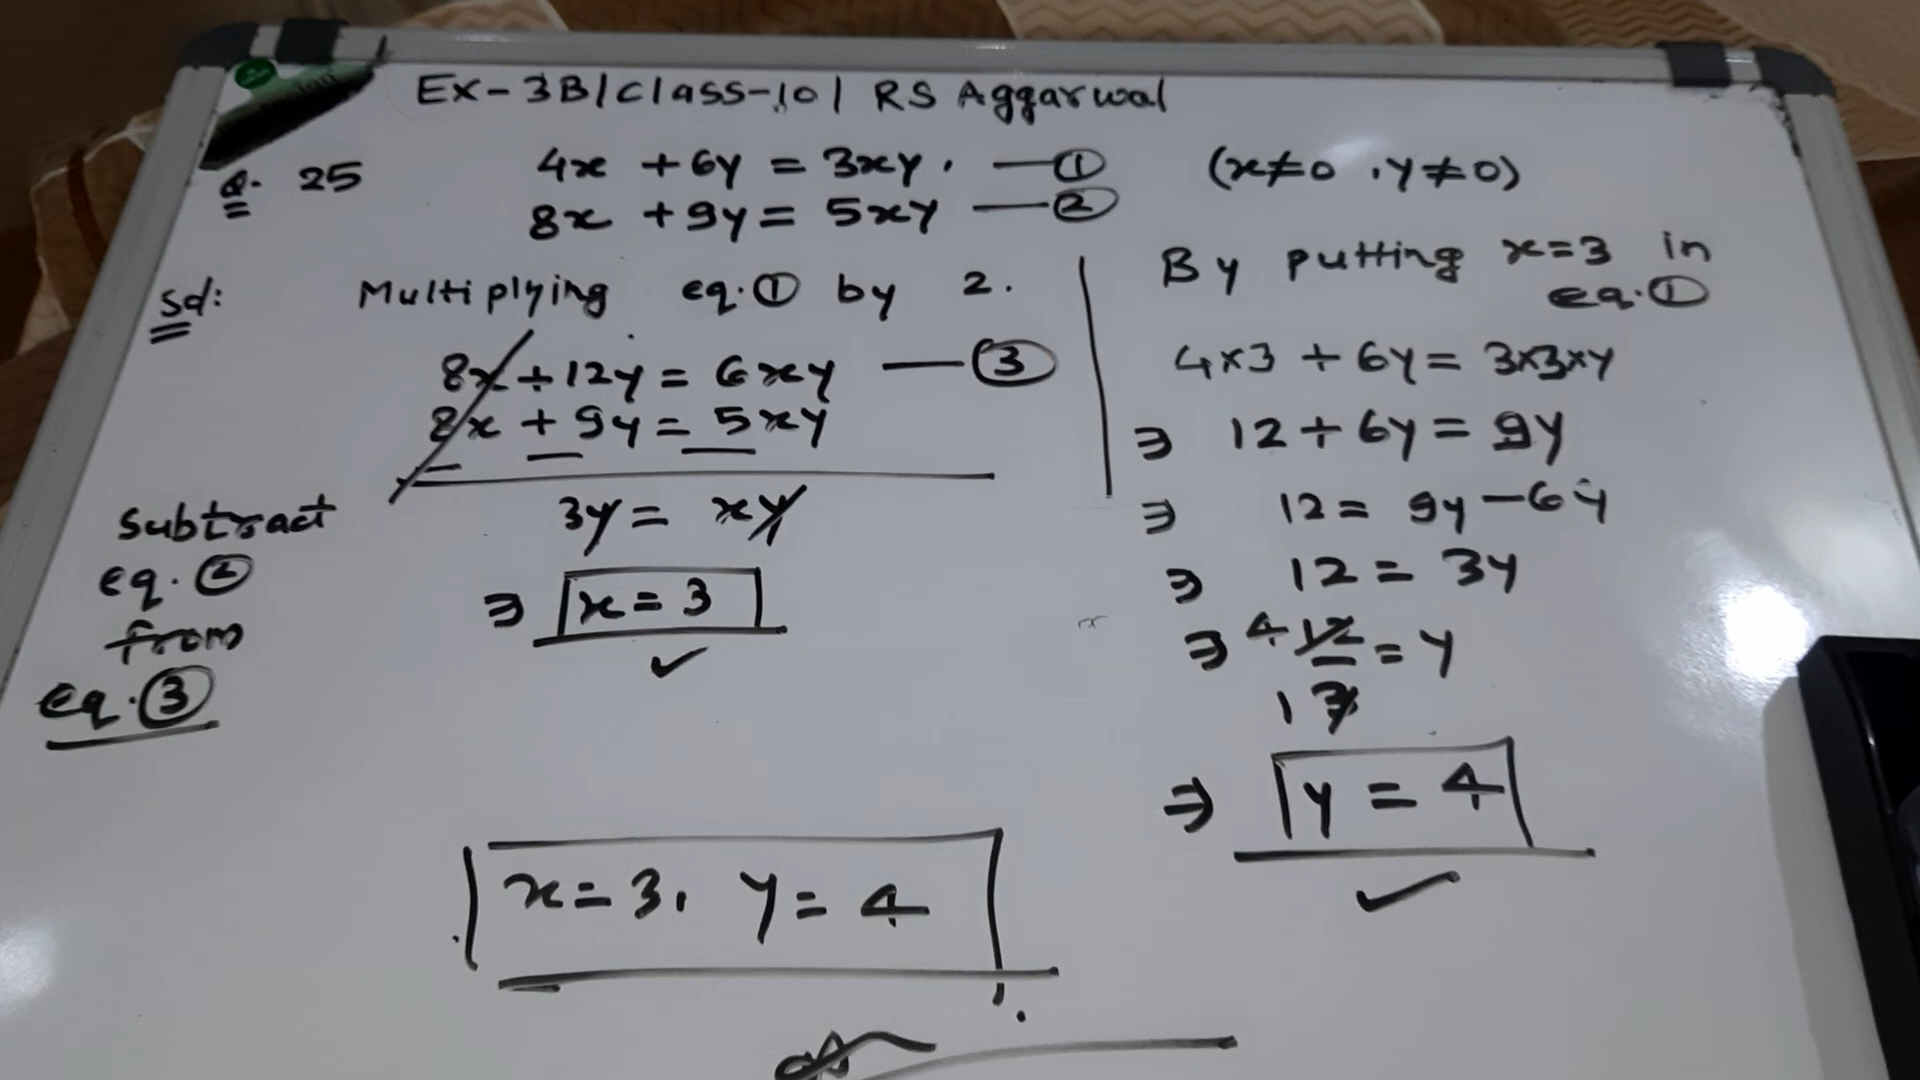 Ex-3B/Class-10/ RS Aggarwal
Q. 25
4x + 6y = 3xy. —①
(x≠0, y≠0)
8x + 9y = 5xy —②
Sol: Multiplying eq.① by 2.
8x + 12y = 6xy —③
8x + 9y = 5xy
— — —
Subtract
eq.②
from
eq.③
3y = xy
⇒ x = 3
✓
By putting x=3 in
eq.①
4×3 + 6y = 3×3×y
⇒ 12 + 6y = 9y
⇒ 12 = 9y - 6y
⇒ 12 = 3y
⇒ 4 12/3 1 = y
⇒ y = 4
✓
x = 3, y = 4